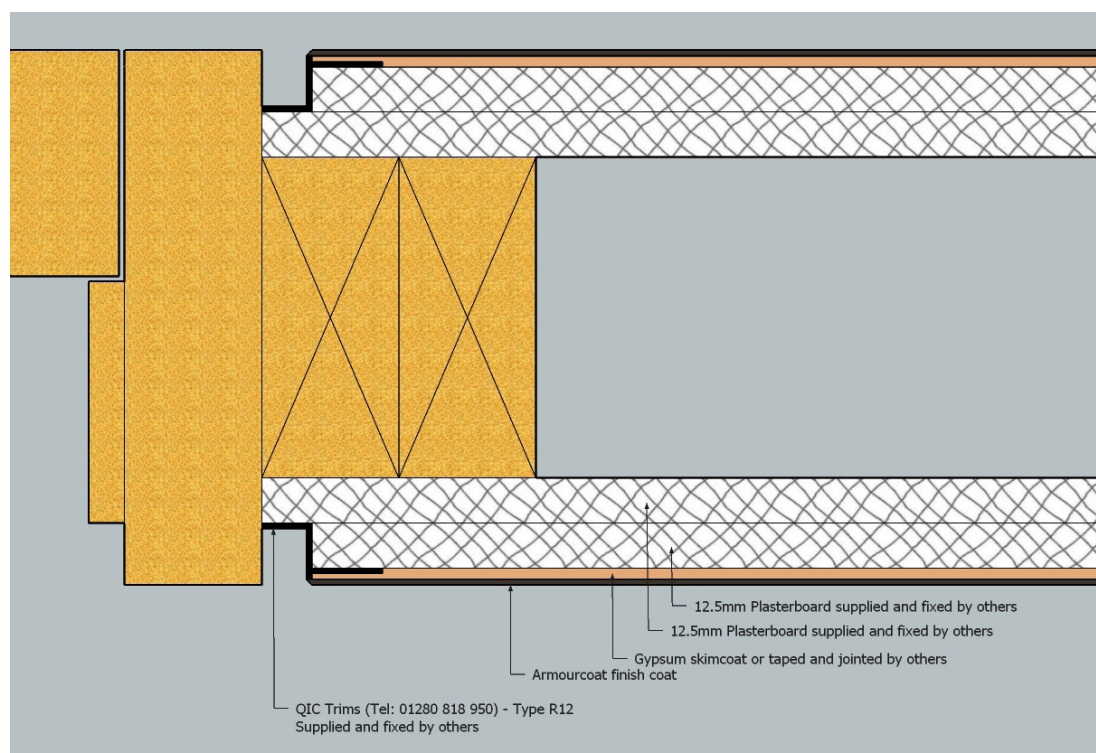 12.5mm Plasterboard supplied and fixed by others
12.5mm Plasterboard supplied and fixed by others
Gypsum skimcoat or taped and jointed by others
Armourcoat finish coat
QIC Trims (Tel: 01280 818 950) - Type R12
Supplied and fixed by others